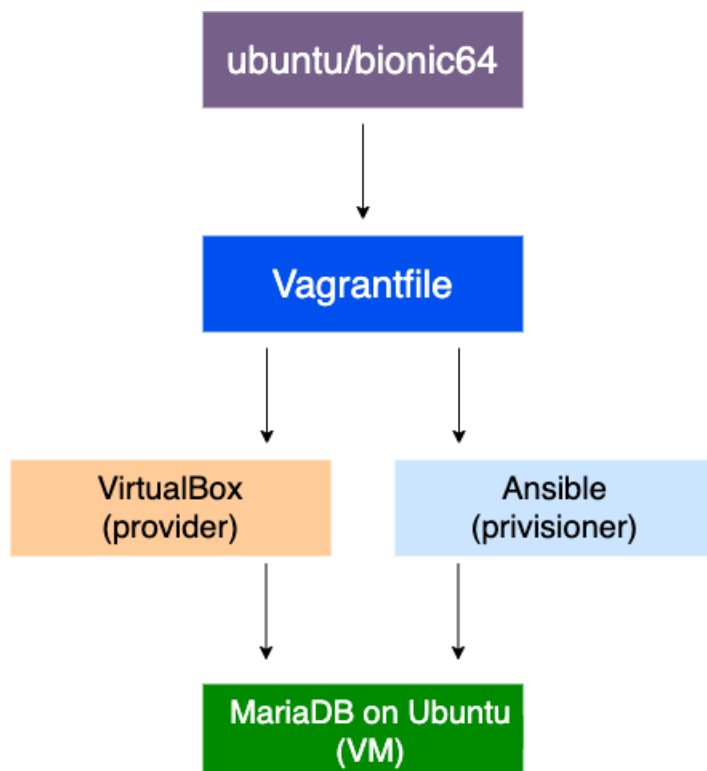 ubuntu/bionic64
Vagrantfile
VirtualBox
(provider)
Ansible
(privisioner)
MariaDB on Ubuntu
(VM)